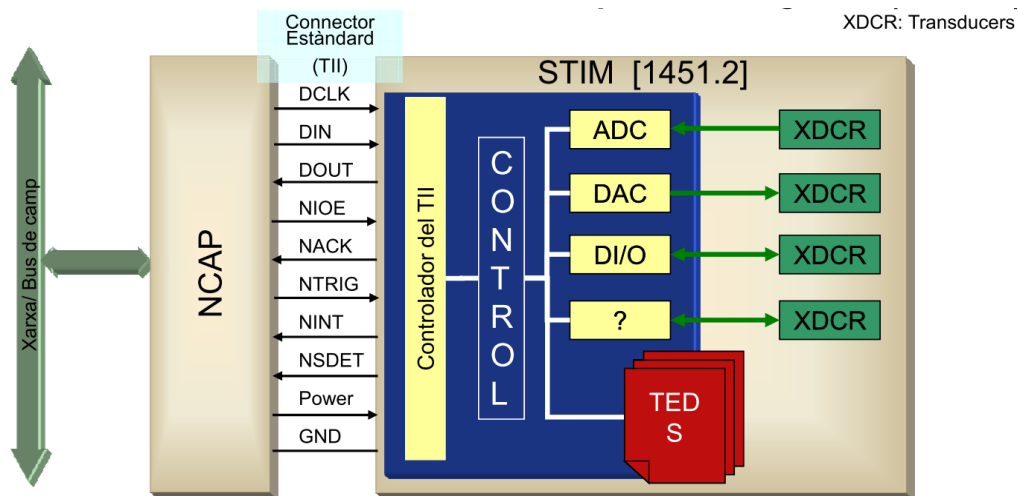 XDCR: Transducers
Connector
Estàndard
(TII)
STIM [1451.2]
Xarxa/ Bus de camp
NCAP
DCLK
DIN
DOUT
NIOE
NACK
NTRIG
NINT
NSDET
Power
GND
Controlador del TII
CONTROL
ADC
XDCR
DAC
XDCR
DI/O
XDCR
?
XDCR
TED
S